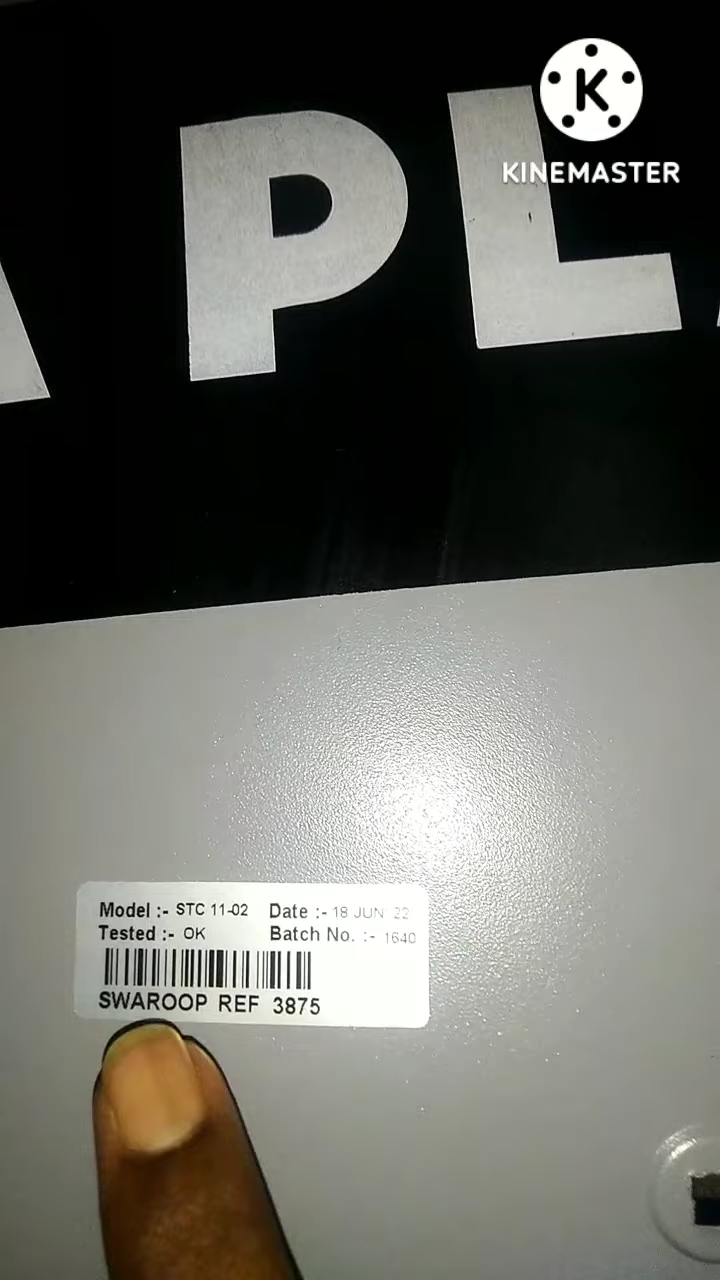 K
KINEMASTER
PL
Model :- STC 11-02 Date :- 18 JUN 22
Tested :- OK Batch No. :- 1640
SWAROOP REF 3875